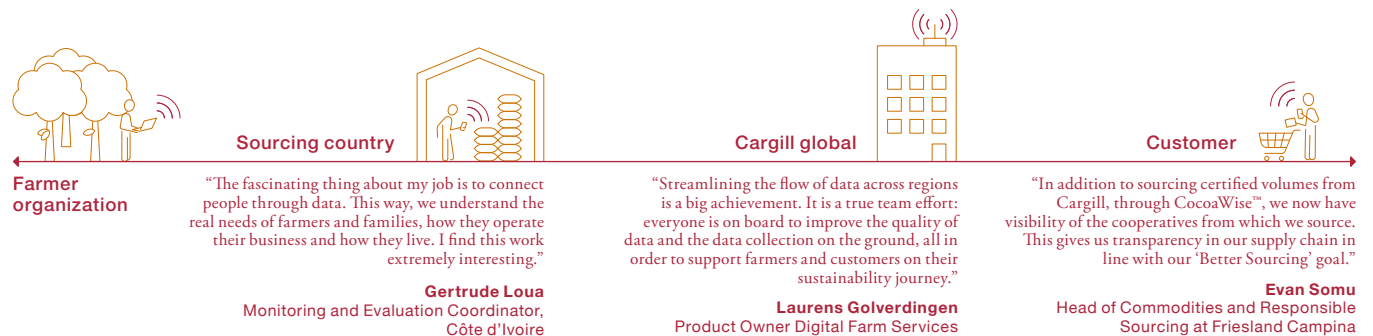 Sourcing country
Cargill global
Customer
Farmer
organization
“The fascinating thing about my job is to connect
people through data. This way, we understand the
real needs of farmers and families, how they operate
their business and how they live. I find this work
extremely interesting.”
Gertrude Loua
Monitoring and Evaluation Coordinator,
Côte d’Ivoire
“Streamlining the flow of data across regions
is a big achievement. It is a true team effort:
everyone is on board to improve the quality of
data and the data collection on the ground, all in
order to support farmers and customers on their
sustainability journey.”
Laurens Golverdingen
Product Owner Digital Farm Services
“In addition to sourcing certified volumes from
Cargill, through CocoaWise™, we now have
visibility of the cooperatives from which we source.
This gives us transparency in our supply chain in
line with our ‘Better Sourcing’ goal.”
Evan Somu
Head of Commodities and Responsible
Sourcing at Friesland Campina